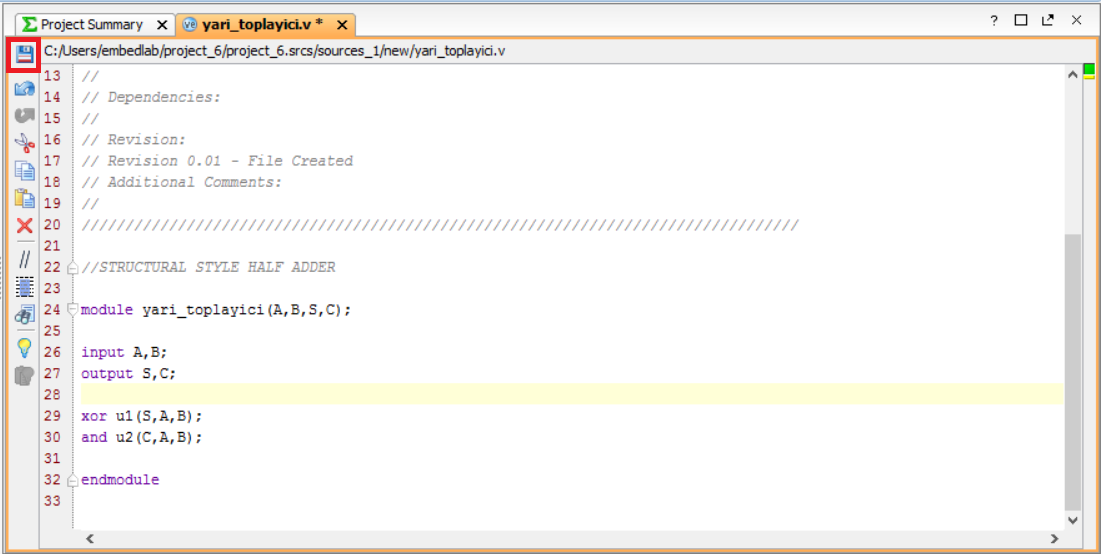 Project Summary x yari_toplayici.v * x ?
C:/Users/embedlab/project_6/project_6.srcs/sources_1/new/yari_toplayici.v
13 //
14 // Dependencies:
15 //
16 // Revision:
17 // Revision 0.01 - File Created
18 // Additional Comments:
19 //
20 //////////////////////////////////////////////////////////////////////////////////
21
22 //STRUCTURAL STYLE HALF ADDER
23
24 module yari_toplayici(A,B,S,C);
25
26 input A,B;
27 output S,C;
28
29 xor u1(S,A,B);
30 and u2(C,A,B);
31
32 endmodule
33